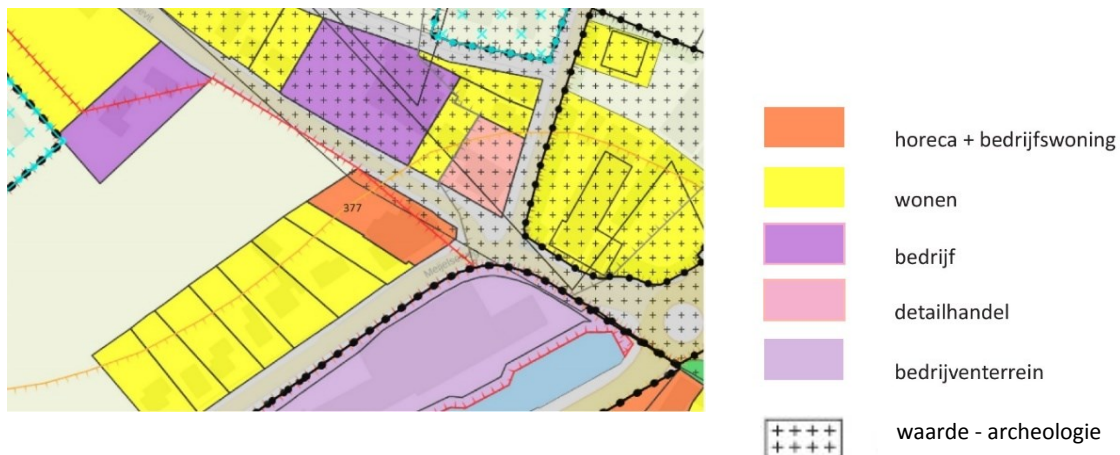 377
horeca + bedrijfswoning
wonen
bedrijf
detailhandel
bedrijventerrein
waarde - archeologie